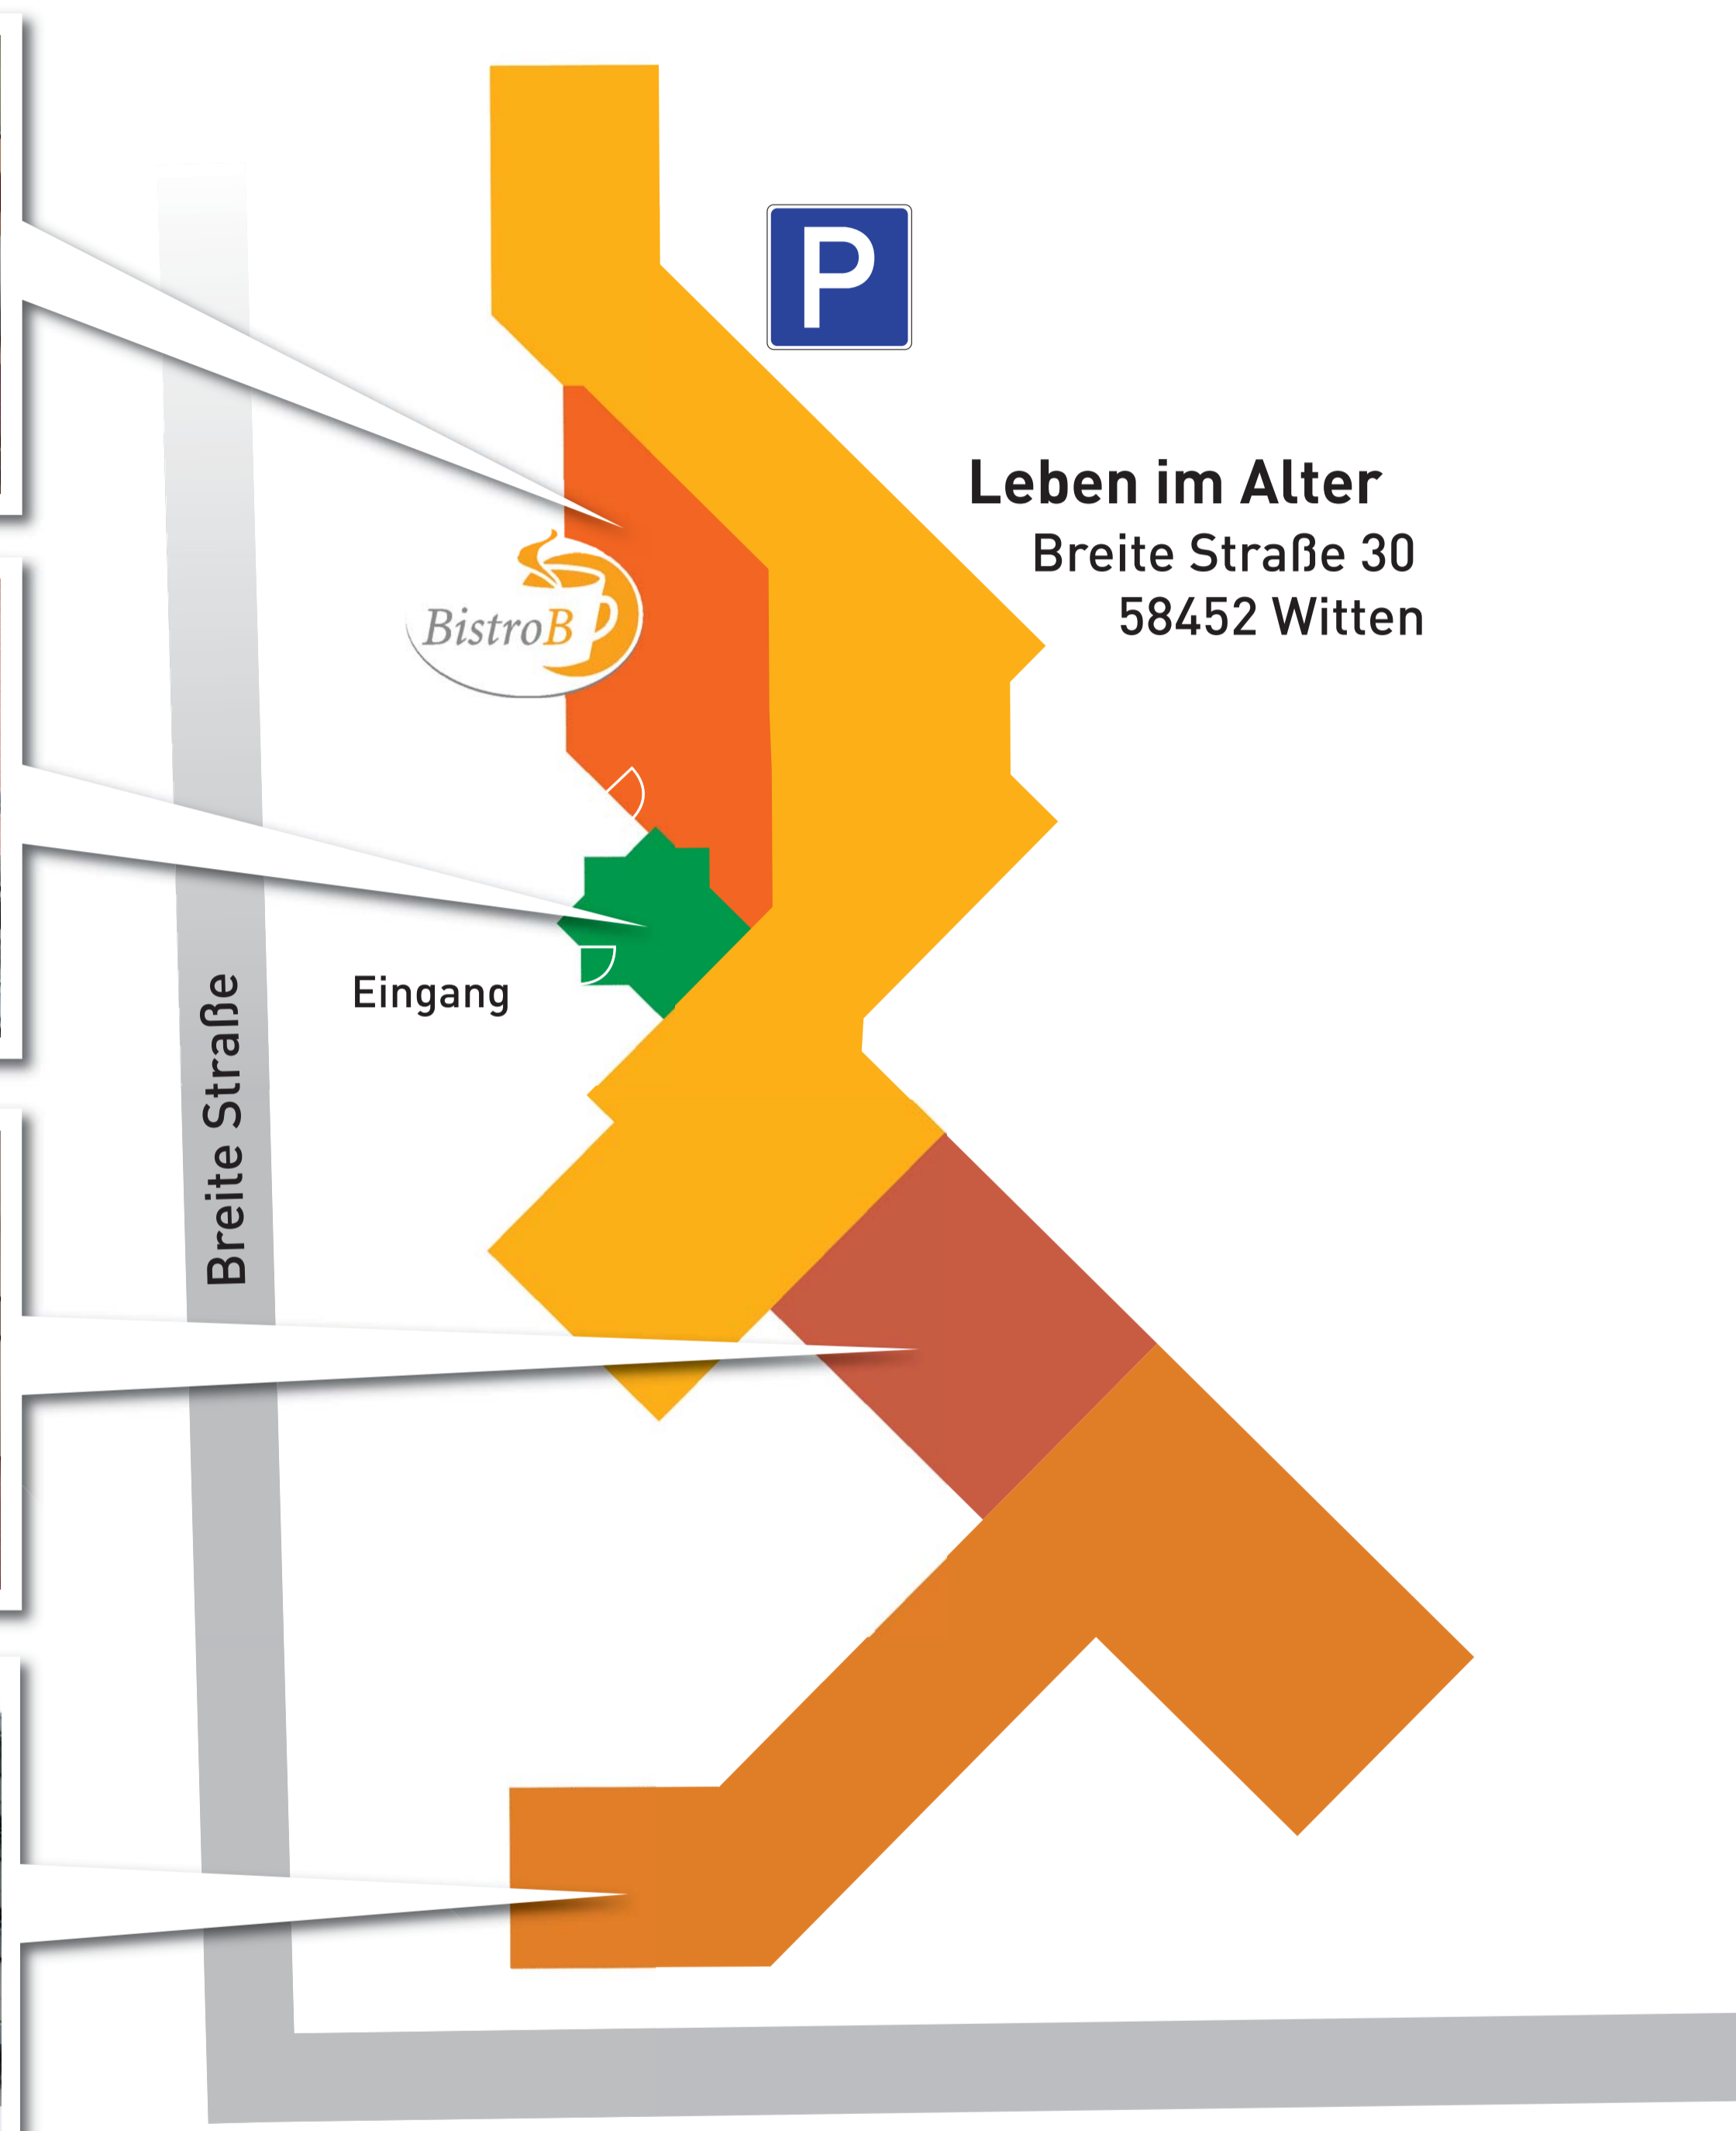 P
Leben im Alter
Breite Straße 30
58452 Witten
BistroB
Eingang
Breite Straße